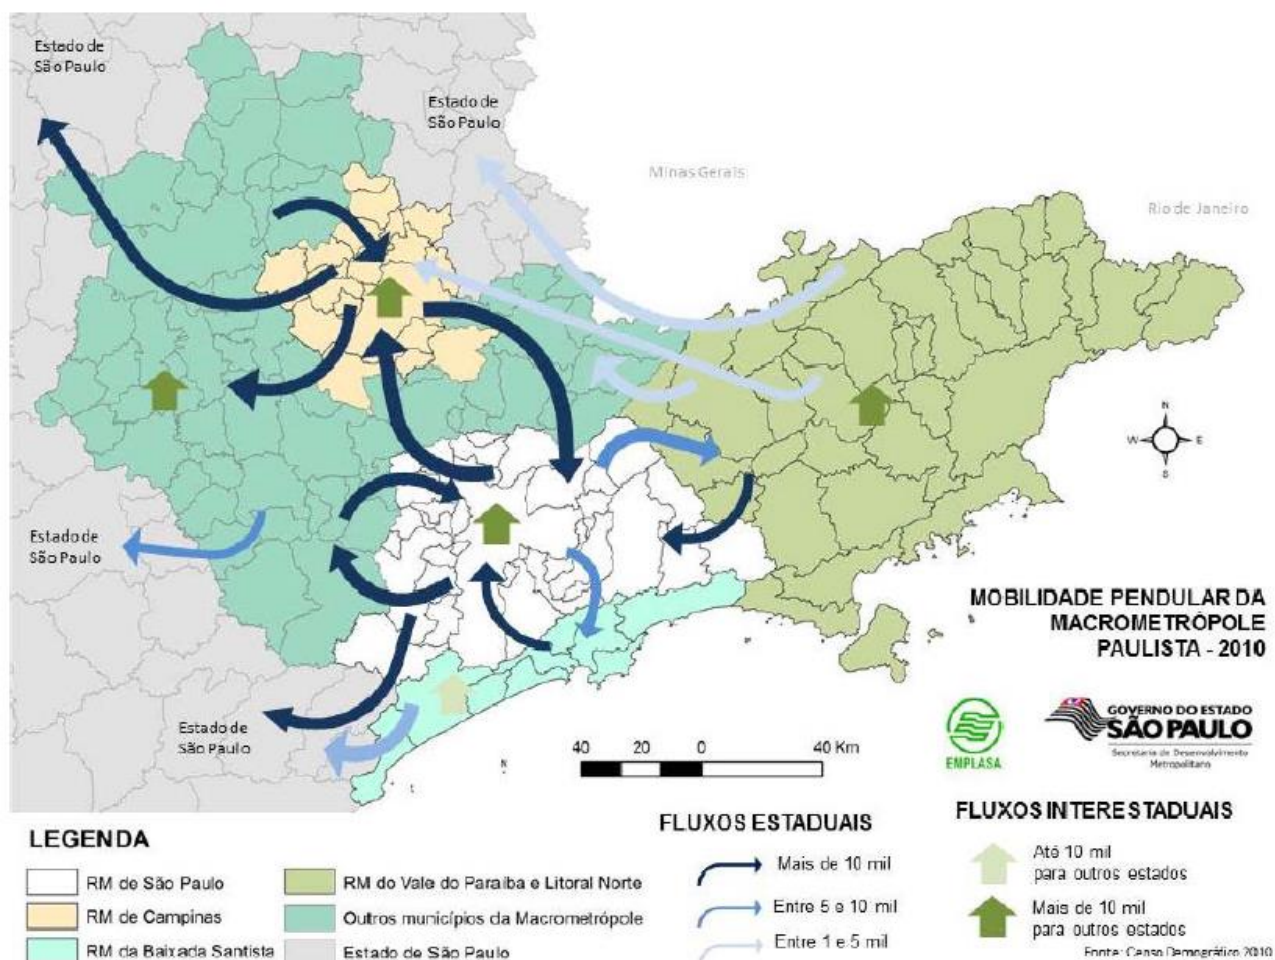 Estado de
São Paulo
Estado de
São Paulo
Minas Gerais
Rio de Janeiro
N
W
E
S
Estado de
São Paulo
Estado de
São Paulo
MOBILIDADE PENDULAR DA
MACROMETRÓPOLE
PAULISTA - 2010
EMPLASA
GOVERNO DO ESTADO
SÃO PAULO
Secretaria de Desenvolvimento
Metropolitano
40 20 0 40 Km
LEGENDA
RM de São Paulo
RM de Campinas
RM da Baixada Santista
RM do Vale do Paraíba e Litoral Norte
Outros municípios da Macrometrópole
Estado de São Paulo
FLUXOS ESTADUAIS
Mais de 10 mil
Entre 5 e 10 mil
Entre 1 e 5 mil
FLUXOS INTERESTADUAIS
Até 10 mil
para outros estados
Mais de 10 mil
para outros estados
Fonte: Censo Demográfico 2010